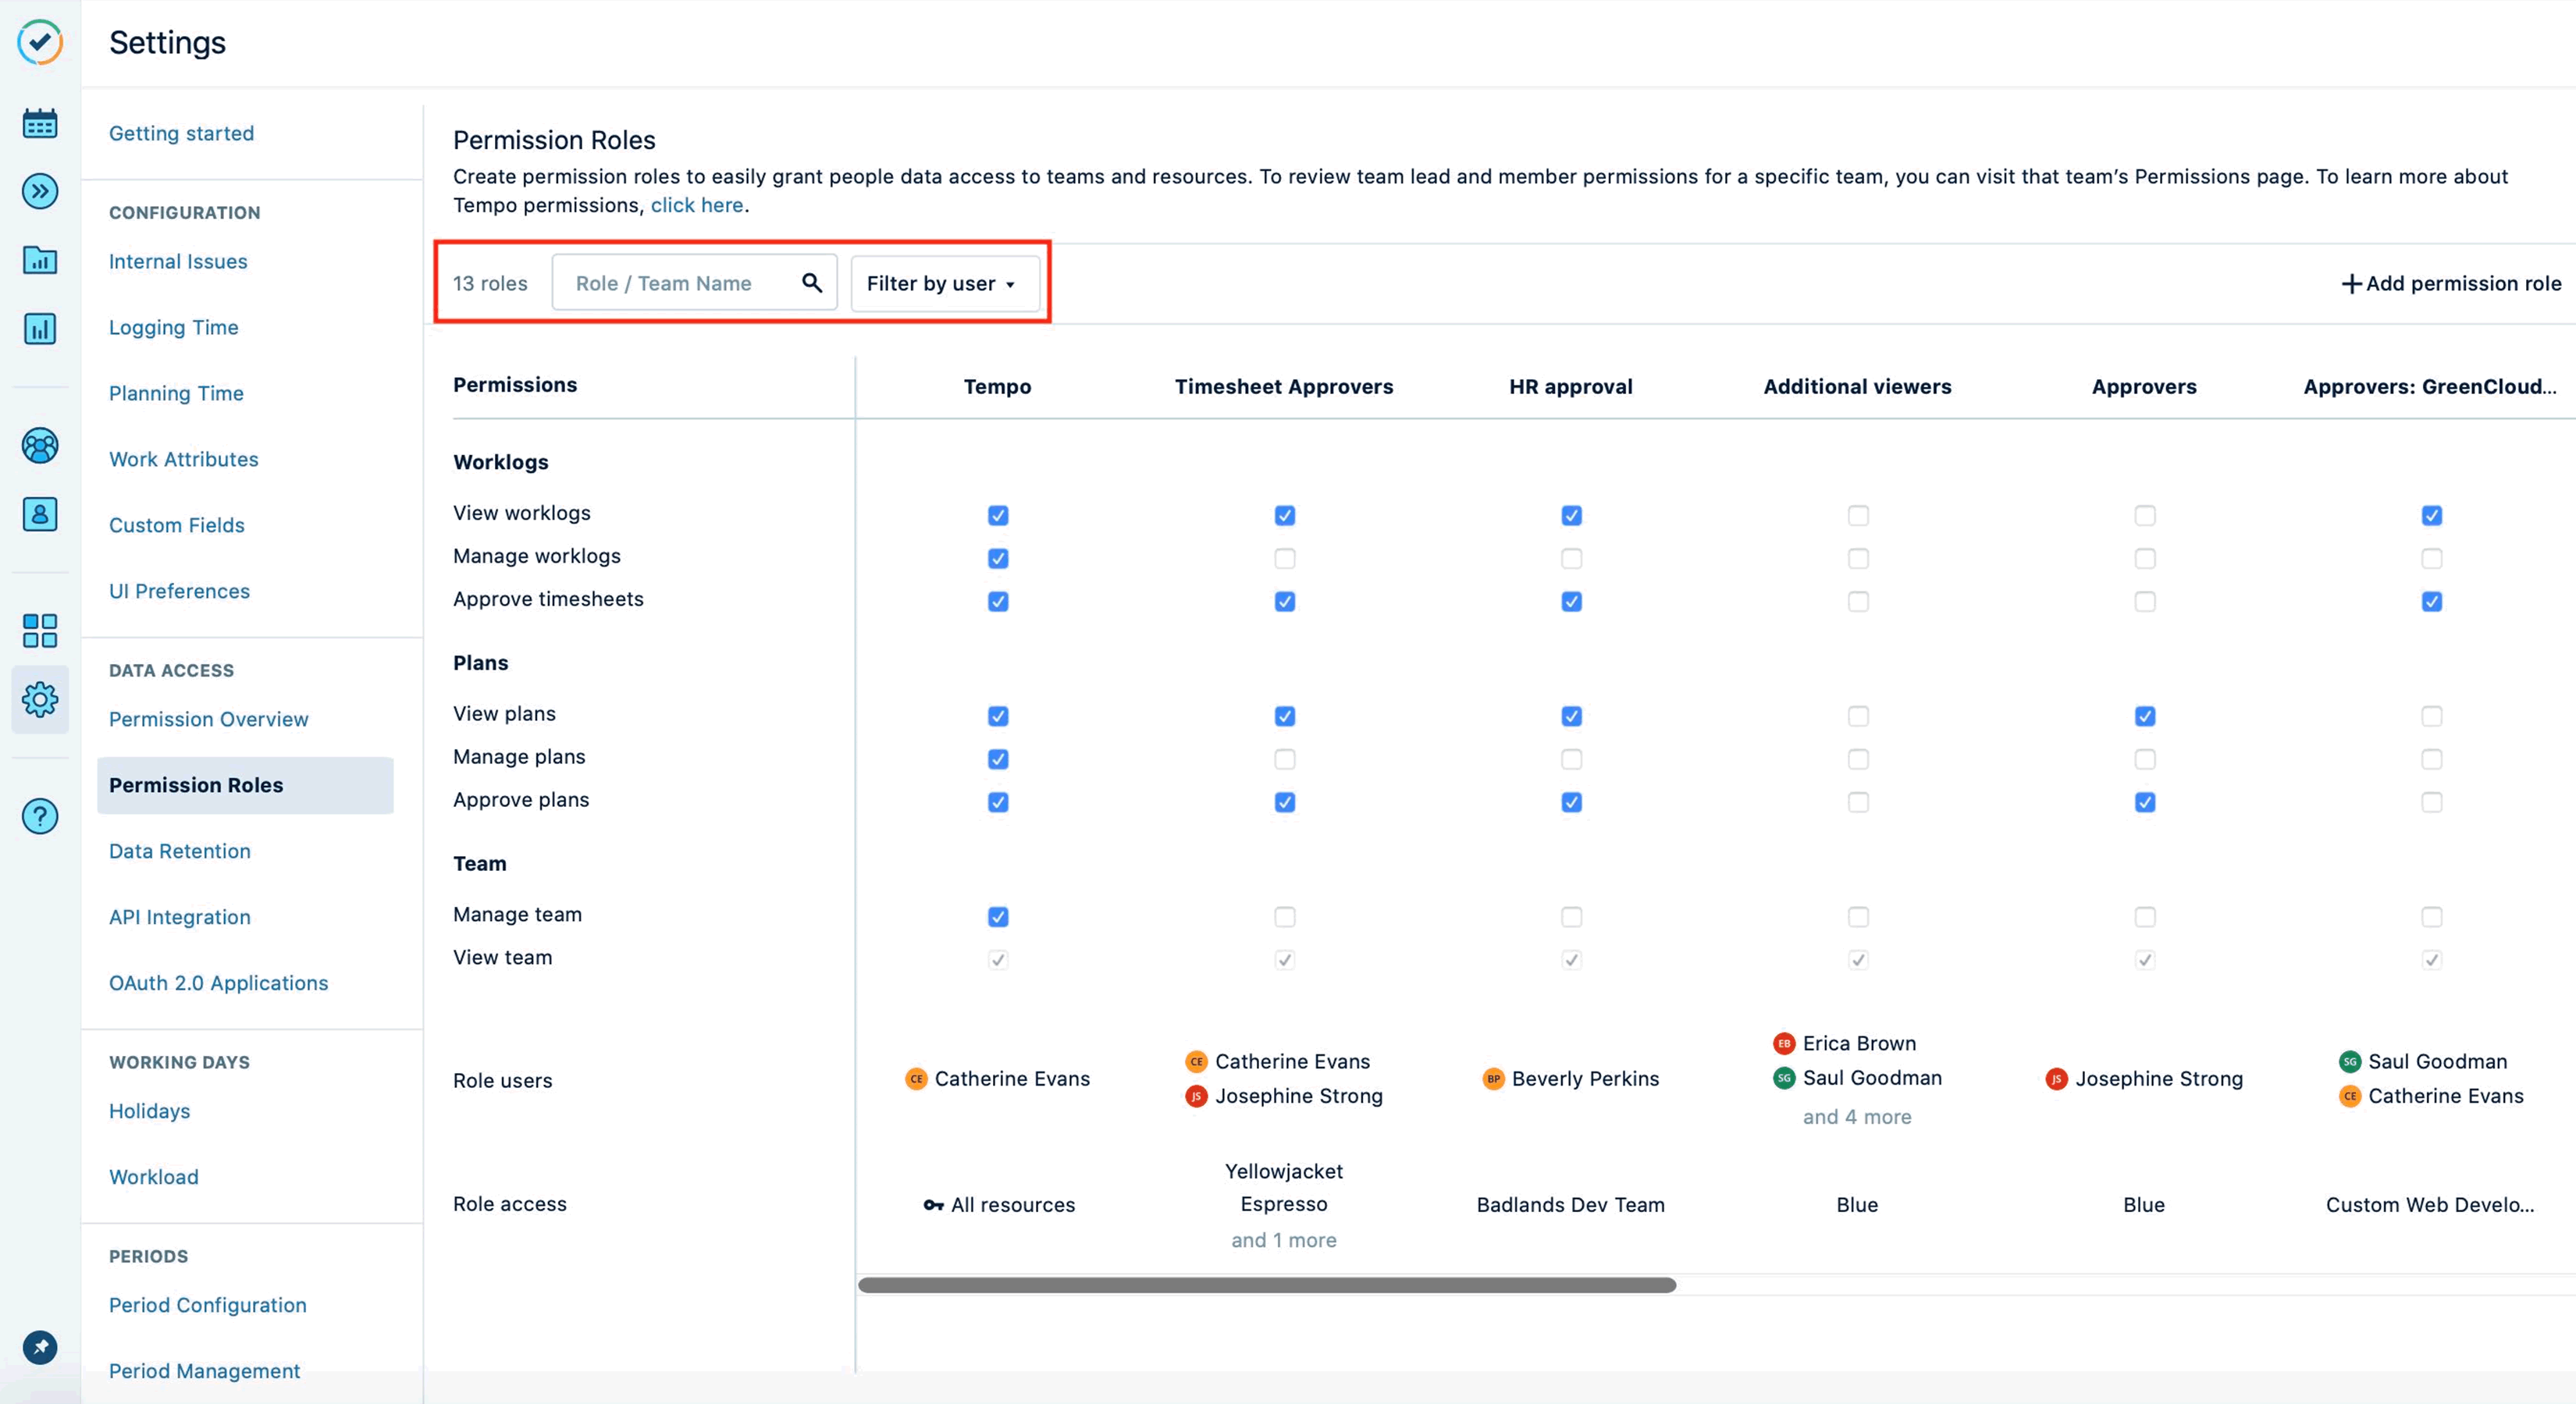 Settings
Getting started
CONFIGURATION
Internal Issues
Logging Time
Planning Time
Work Attributes
Custom Fields
UI Preferences
DATA ACCESS
Permission Overview
Permission Roles
Data Retention
API Integration
OAuth 2.0 Applications
WORKING DAYS
Holidays
Workload
PERIODS
Period Configuration
Period Management
?
Permission Roles
Create permission roles to easily grant people data access to teams and resources. To review team lead and member permissions for a specific team, you can visit that team’s Permissions page. To learn more about
Tempo permissions, click here.
13 roles Role / Team Name Filter by user Add permission role
Permissions Tempo Timesheet Approvers HR approval Additional viewers Approvers Approvers: GreenCloud...
Worklogs
View worklogs
Manage worklogs
Approve timesheets
Plans
View plans
Manage plans
Approve plans
Team
Manage team
View team
Role users
CE Catherine Evans
CE Catherine Evans
JS Josephine Strong
BP Beverly Perkins
EB Erica Brown
SG Saul Goodman
and 4 more
JS Josephine Strong
SG Saul Goodman
CE Catherine Evans
Role access
All resources
Yellowjacket
Espresso
and 1 more
Badlands Dev Team
Blue
Blue
Custom Web Develo...